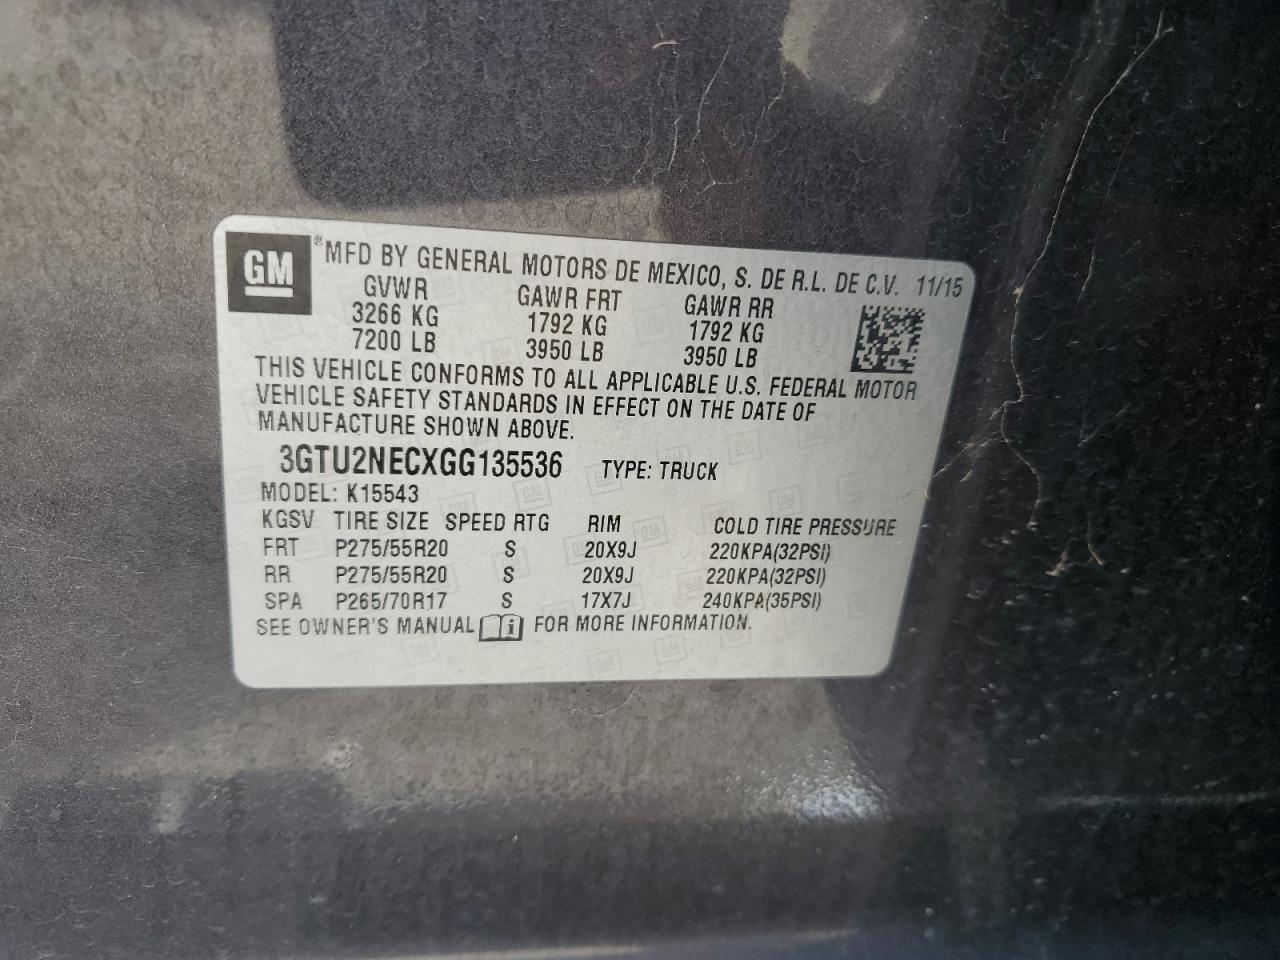 GM ® MFD BY GENERAL MOTORS DE MEXICO, S. DE R.L. DE C.V. 11/15
GVWR GAWR FRT GAWR RR
3266 KG 1792 KG 1792 KG
7200 LB 3950 LB 3950 LB
THIS VEHICLE CONFORMS TO ALL APPLICABLE U.S. FEDERAL MOTOR
VEHICLE SAFETY STANDARDS IN EFFECT ON THE DATE OF
MANUFACTURE SHOWN ABOVE.
3GTU2NECXGG135536 TYPE: TRUCK
MODEL: K15543
KGSV TIRE SIZE SPEED RTG RIM COLD TIRE PRESSURE
FRT P275/55R20 S 20X9J 220KPA(32PSI)
RR P275/55R20 S 20X9J 220KPA(32PSI)
SPA P265/70R17 S 17X7J 240KPA(35PSI)
SEE OWNER'S MANUAL i FOR MORE INFORMATION.